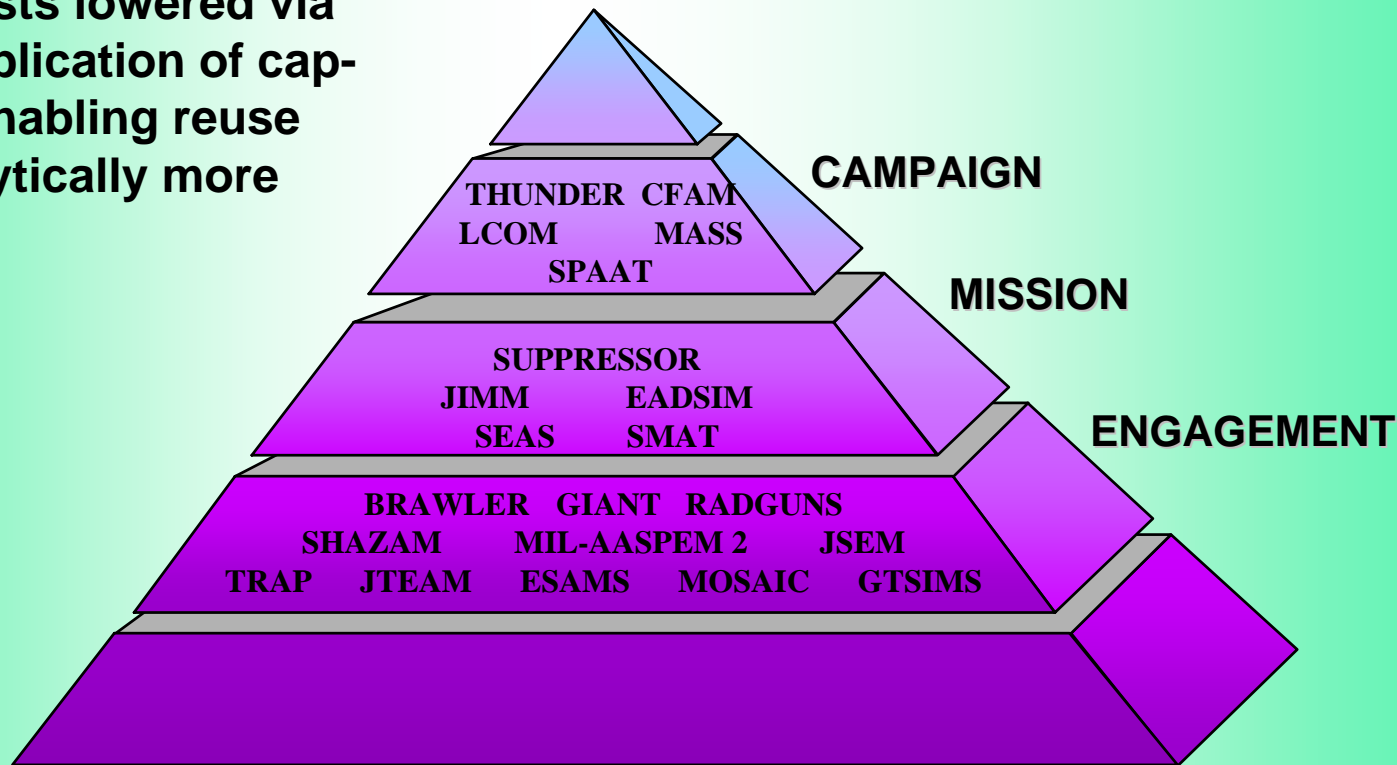 sts lowered via
plication of cap-
nabling reuse
ytically more
CAMPAIGN
THUNDER CFAM
LCOM MASS
SPAAT
MISSION
SUPPRESSOR
JIMM EADSIM
SEAS SMAT
ENGAGEMENT
BRAWLER GIANT RADGUNS
SHAZAM MIL-AASPEM 2 JSEM
TRAP JTEAM ESAMS MOSAIC GTSIMS